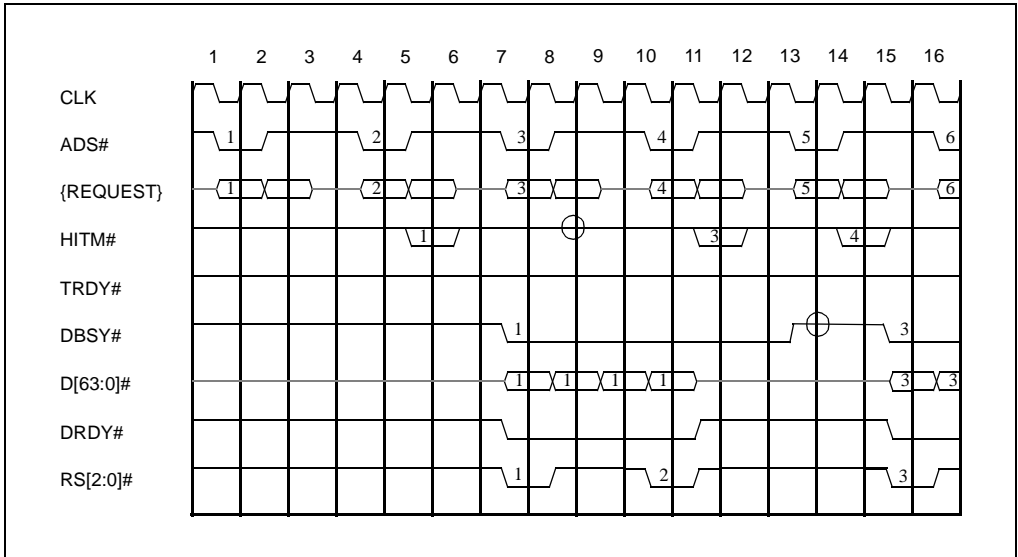 1 2 3 4 5 6 7 8 9 10 11 12 13 14 15 16
CLK
ADS# 1 2 3 4 5 6
{REQUEST} 1 2 3 4 5 6
HITM# 1 3 4
TRDY#
DBSY# 1 3
D[63:0]# 1 1 1 1 3 3
DRDY#
RS[2:0]# 1 2 3